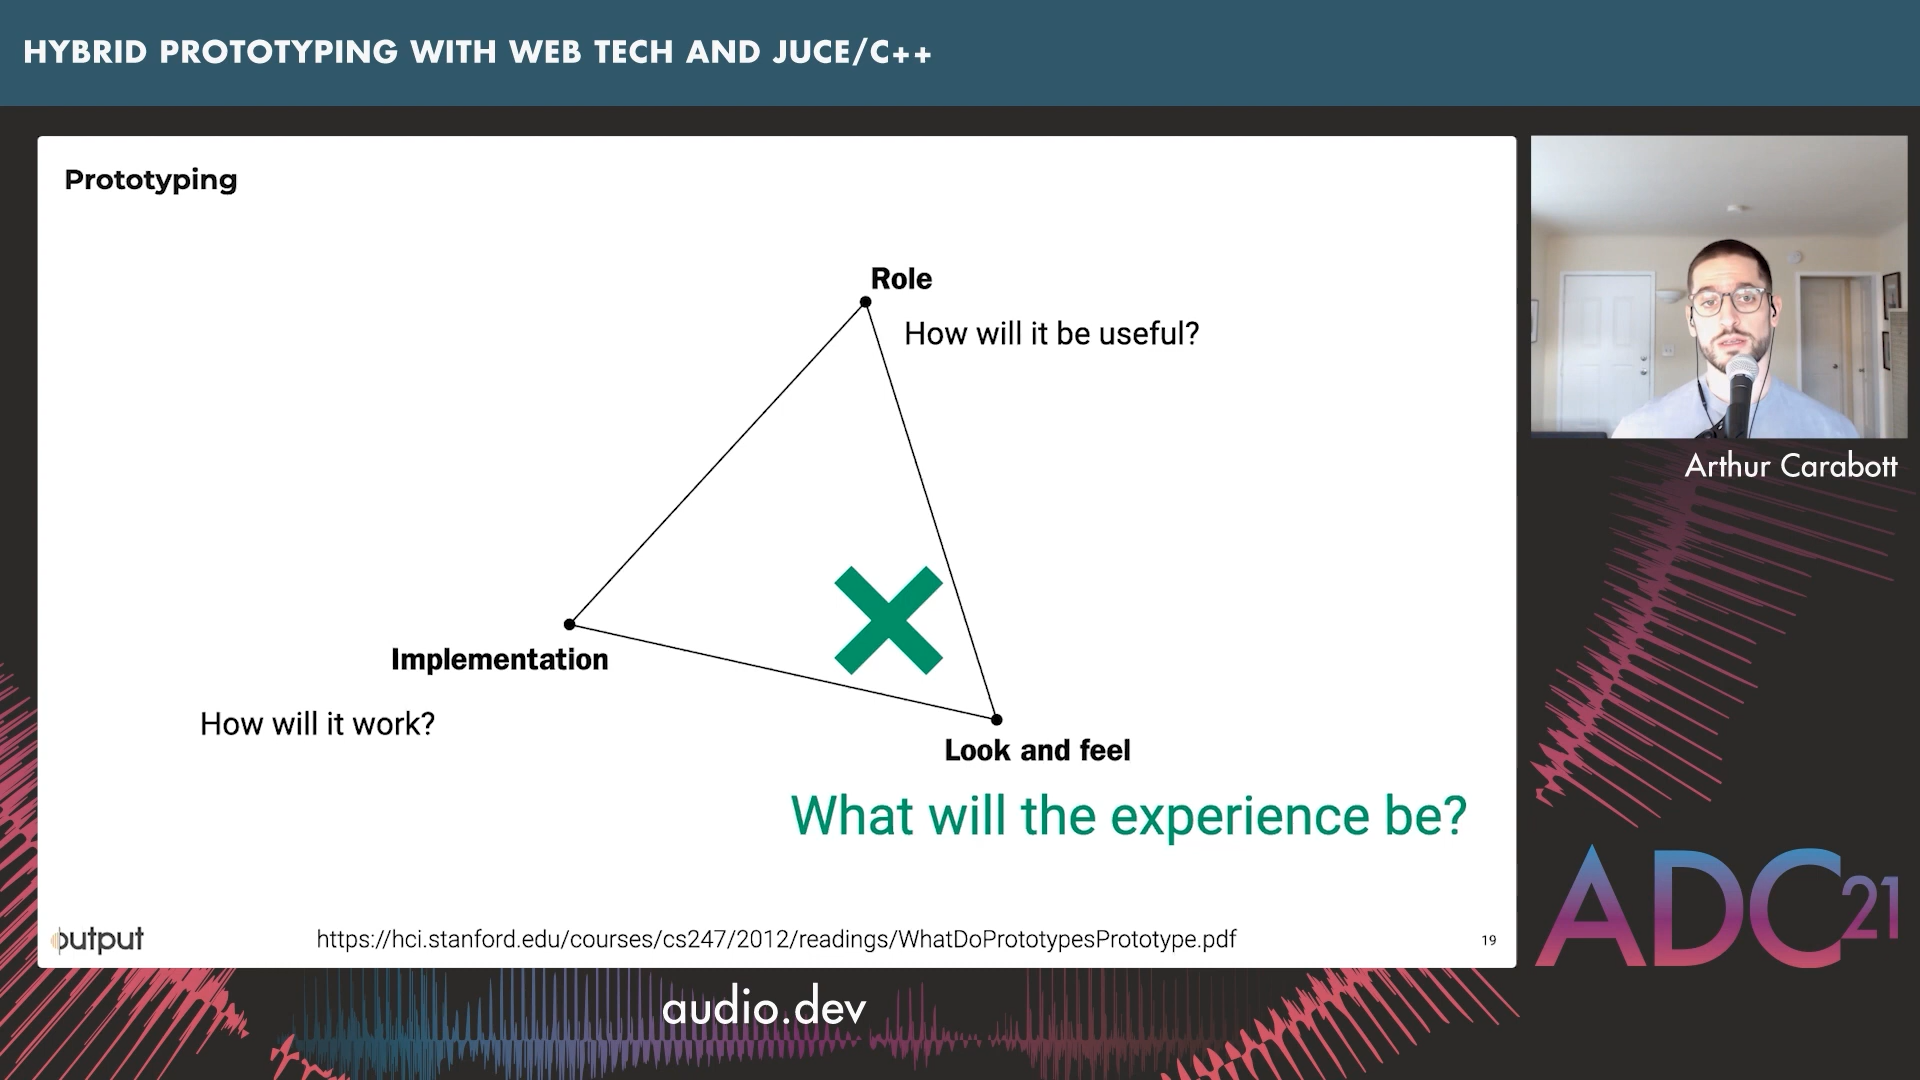 HYBRID PROTOTYPING WITH WEB TECH AND JUCE/C++
Prototyping
Role
How will it be useful?
Implementation
How will it work?
Look and feel
What will the experience be?
output
https://hci.stanford.edu/courses/cs247/2012/readings/WhatDoPrototypesPrototype.pdf
19
Arthur Carabott
ADC21
audio.dev